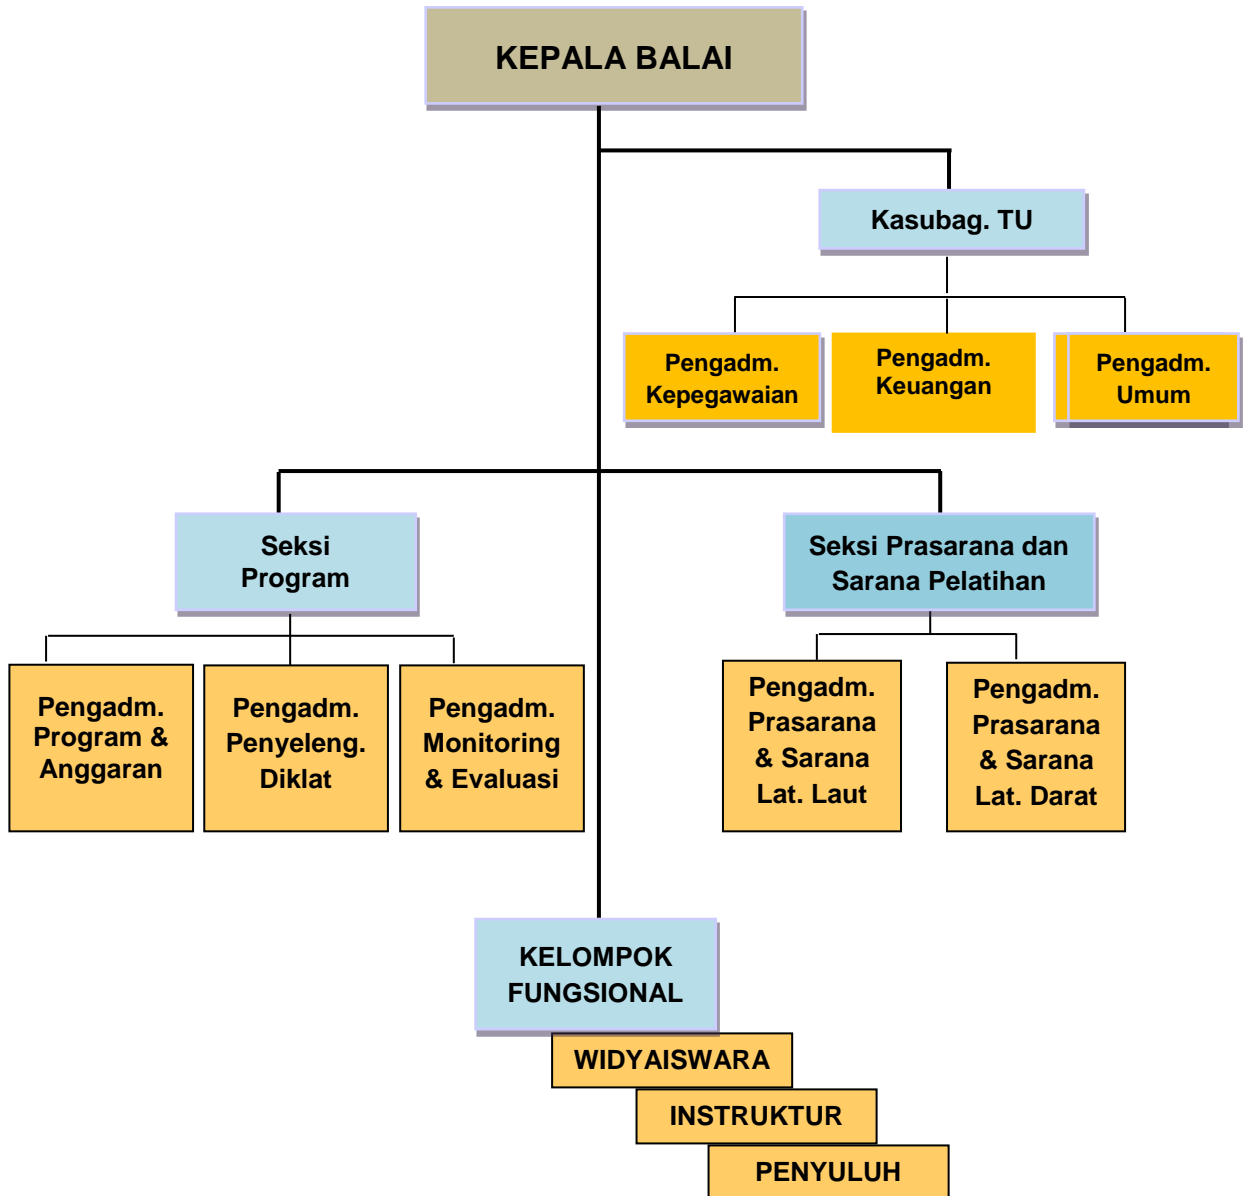 KEPALA BALAI
Kasubag. TU
Pengadm.
Kepegawaian
Pengadm.
Keuangan
Pengadm.
Umum
Seksi
Program
Seksi Prasarana dan
Sarana Pelatihan
Pengadm.
Program &
Anggaran
Pengadm.
Penyeleng.
Diklat
Pengadm.
Monitoring
& Evaluasi
Pengadm.
Prasarana
& Sarana
Lat. Laut
Pengadm.
Prasarana
& Sarana
Lat. Darat
KELOMPOK
FUNGSIONAL
WIDYAISWARA
INSTRUKTUR
PENYULUH